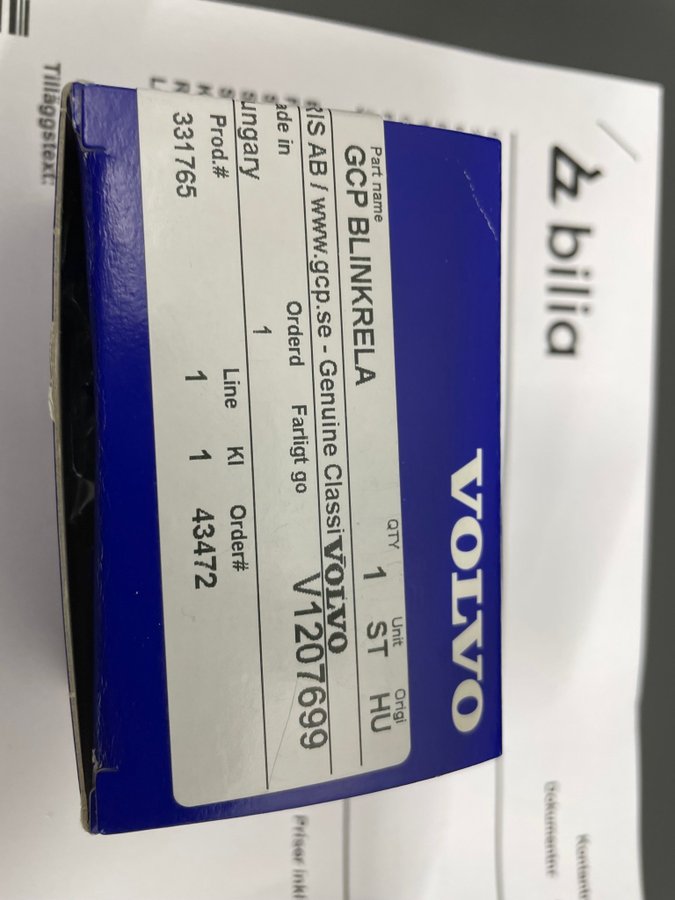 bilia
VOLVO
Part name QTY Unit Origi
GCP BLINKRELA 1 ST HU
RIS AB / www.gcp.se - Genuine Classi VOLVO
ade in Orderd Farligt go V1207699
ungary 1
Prod.# Line KI Order#
331765 1 1 43472
Tilläggstext:
Priser inkl
Dokumentnr